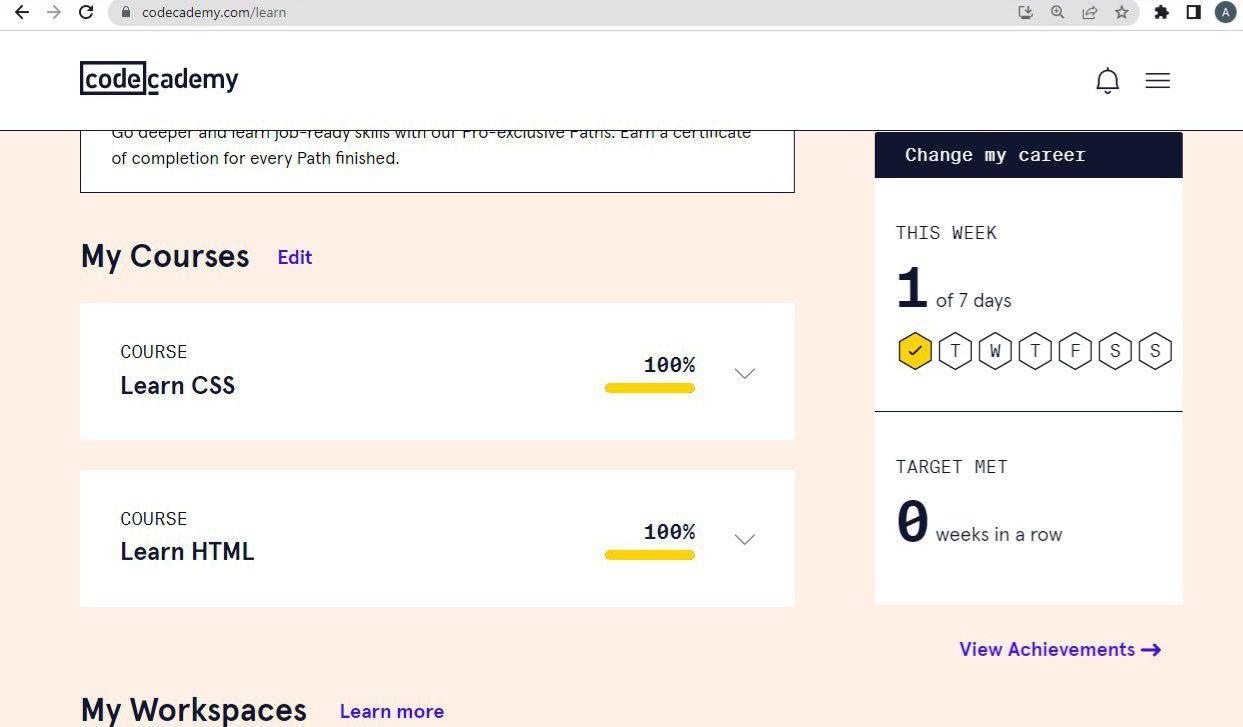 codecademy.com/learn
A
codecademy
Go deeper and learn job-ready skills with our Pro-exclusive Paths. Earn a certificate
of completion for every Path finished.
My Courses Edit
COURSE
Learn CSS
100%
COURSE
Learn HTML
100%
My Workspaces Learn more
Change my career
THIS WEEK
1 of 7 days
T W T F S S
TARGET MET
0 weeks in a row
View Achievements